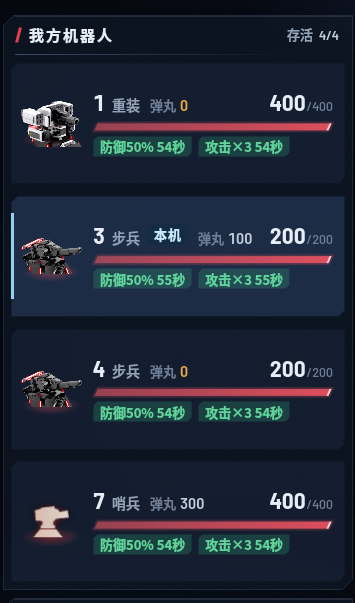 我方机器人 存活 4/4
1 重装 弹丸 0 400/400
防御50% 54秒 攻击×3 54秒
3 步兵 本机 弹丸 100 200/200
防御50% 55秒 攻击×3 55秒
4 步兵 弹丸 0 200/200
防御50% 54秒 攻击×3 54秒
7 哨兵 弹丸 300 400/400
防御50% 54秒 攻击×3 54秒